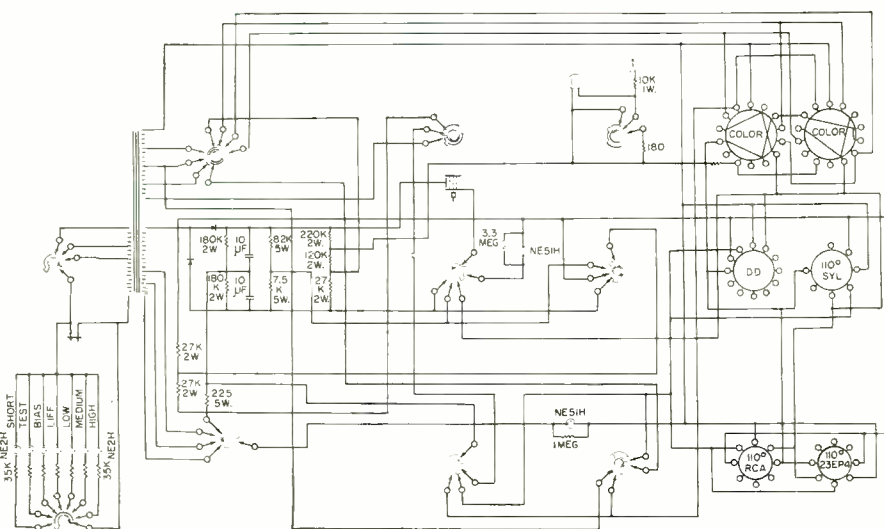 10K
1W.
180
COLOR
COLOR
180K
2W
10
µF
82K
5W
220K
2W.
120K
2W.
3.3
MEG
NE51H
180
K
2W
10
µF
7.5
K
5W.
27
K
2W
DD
110°
SYL
27K
2W
27K
2W
225
5W.
NE51H
1MEG
110°
RCA
110°
23EP4
SHORT
TEST
BIAS
LIFF
LOW
MEDIUM
HIGH
35K NE2H
35K NE2H